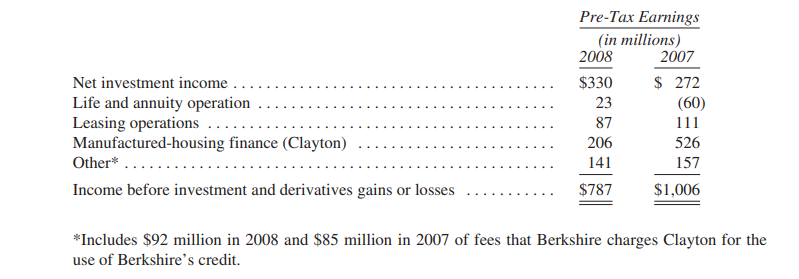 Pre-Tax Earnings
(in millions)
2008 2007
Net investment income . . . . . . . . . . . . . . . . . . . . . . . . . . . . . . . . . . . . . . . $330 $ 272
Life and annuity operation . . . . . . . . . . . . . . . . . . . . . . . . . . . . . . . . . . . . 23 (60)
Leasing operations . . . . . . . . . . . . . . . . . . . . . . . . . . . . . . . . . . . . . . . . . . 87 111
Manufactured-housing finance (Clayton) . . . . . . . . . . . . . . . . . . . . . . . . 206 526
Other* . . . . . . . . . . . . . . . . . . . . . . . . . . . . . . . . . . . . . . . . . . . . . . . . . . . . 141 157
Income before investment and derivatives gains or losses . . . . . . . . . . . $787 $1,006
*Includes $92 million in 2008 and $85 million in 2007 of fees that Berkshire charges Clayton for the
use of Berkshire’s credit.